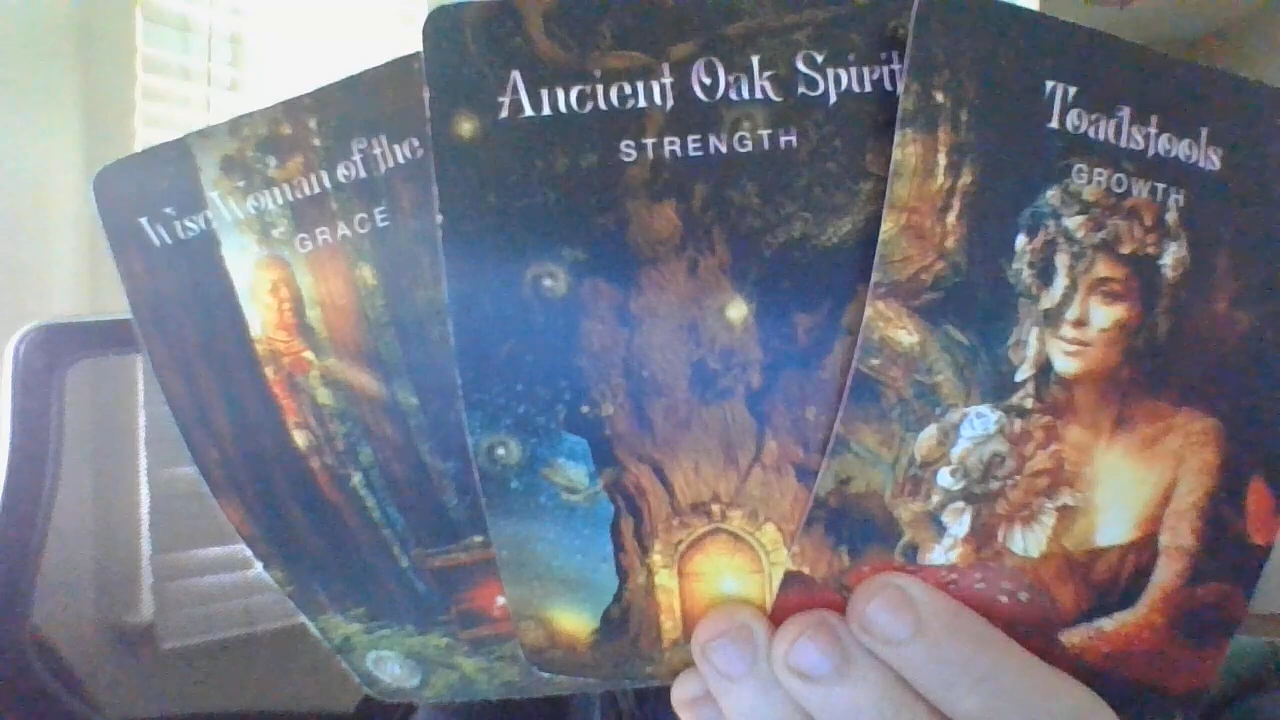 Wise Woman of the
GRACE
Ancient Oak Spirit
STRENGTH
Toadstools
GROWTH